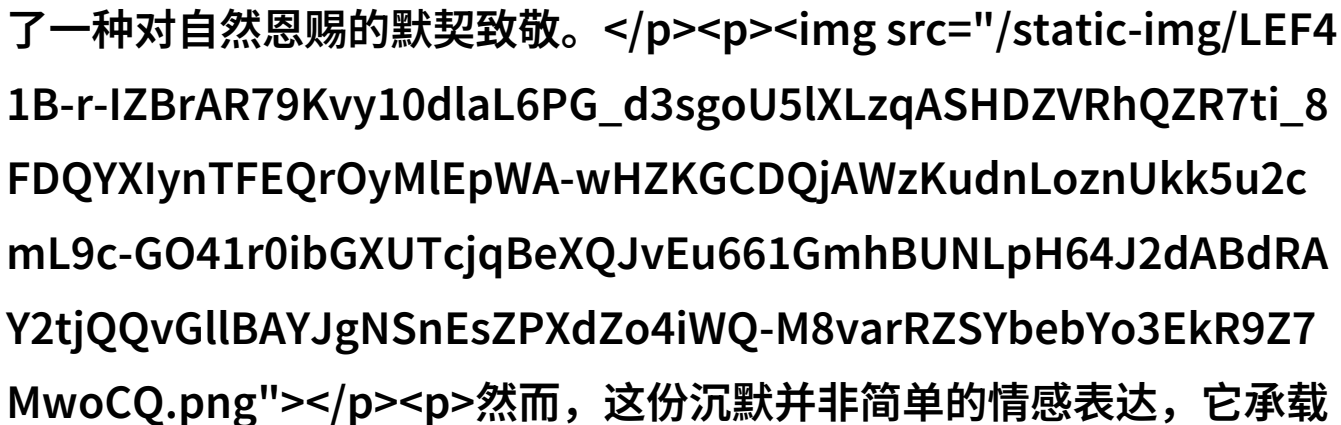 了一种对自然恩赐的默契致敬。</p><p><img src="/static-img/LEF4
1B-r-IZBrAR79Kvy10dlaL6PG_d3sgoU5lXLzqASHDZVRhQZR7ti_8
FDQYXIynTFEQrOyMlEpWA-wHZKGCDQjAWzKudnLoznUkk5u2c
mL9c-GO41r0ibGXUTcjqBeXQJvEu661GmhBUNLpH64J2dABdRA
Y2tjQQvGllBAYJgNSnEsZPXdZo4iWQ-M8varRZSYbebYo3EkR9Z7
MwoCQ.png"></p><p>然而，这份沉默并非简单的情感表达，它承载